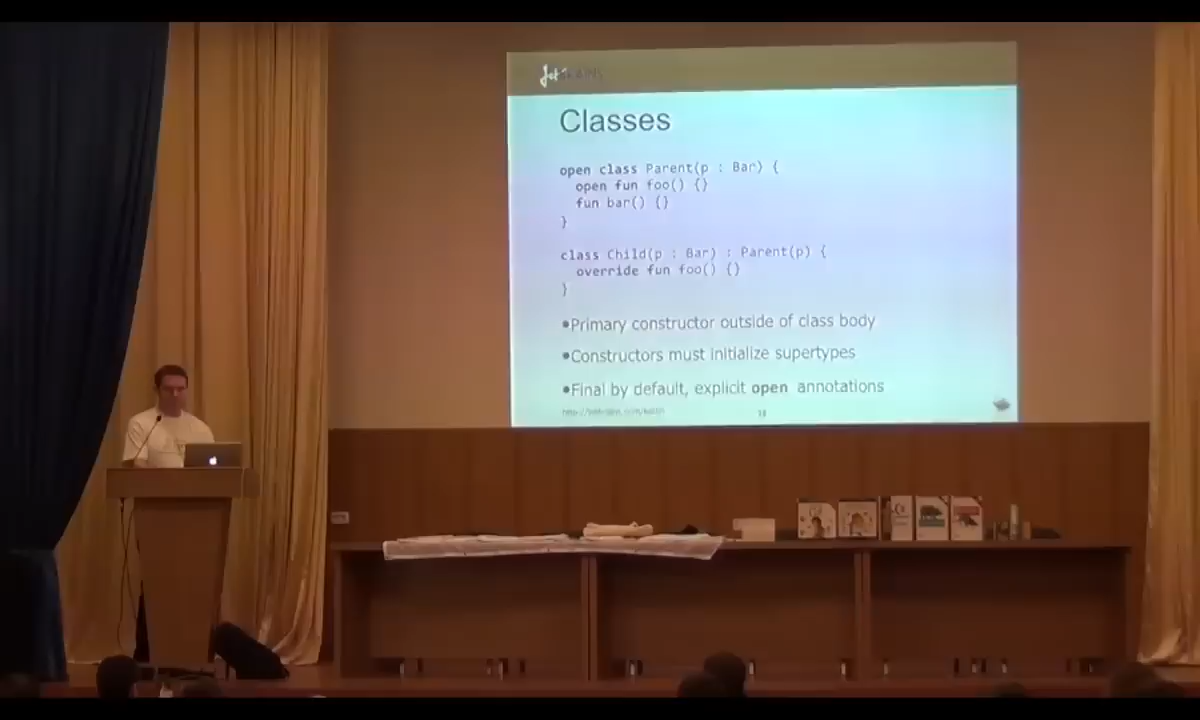 JetBRAINS
Classes
open class Parent(p : Bar) {
open fun foo() {}
fun bar() {}
}
class Child(p : Bar) : Parent(p) {
override fun foo() {}
}
•Primary constructor outside of class body
•Constructors must initialize supertypes
•Final by default, explicit open annotations